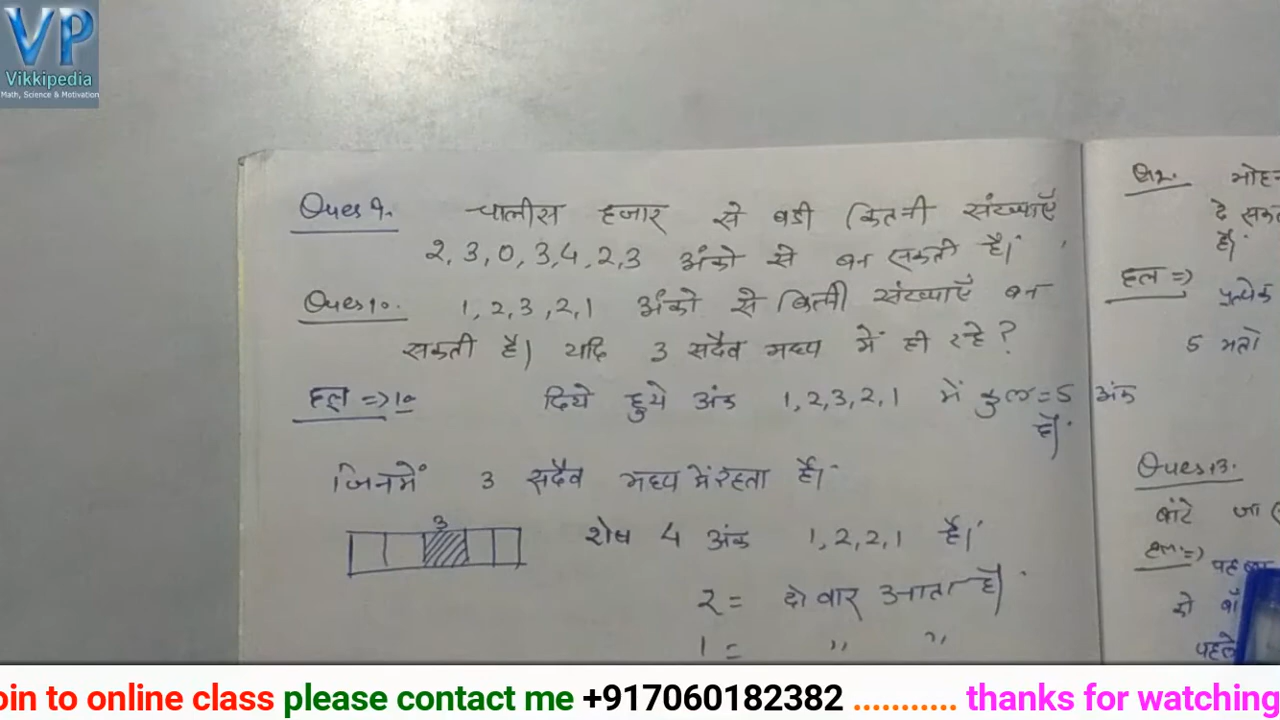 VP
Vikkipedia
Math, Science & Motivation
Ques 9. चालीस हजार से बडी कितनी संख्याएँ
2, 3, 0, 3, 4, 2, 3 अंको से बन सकती है।
Ques 10. 1, 2, 3, 2, 1 अंको से कितनी संख्याएँ बन
सकती है। यदि 3 सदैव मध्य में ही रहे?
हल => 10 दिये हुये अंक 1, 2, 3, 2, 1 में कुल = 5 अंक
है।
जिनमें 3 सदैव मध्य में रहता है।
3
शेष 4 अंक 1, 2, 2, 1 है।
2 = दो बार आता है।
1 = ,, ,,
हल =>
प्रत्येक
5 मतो
Ques 13.
बांटे जा
हल =>
से
पहले
oin to online class please contact me +917060182382 ........... thanks for watching